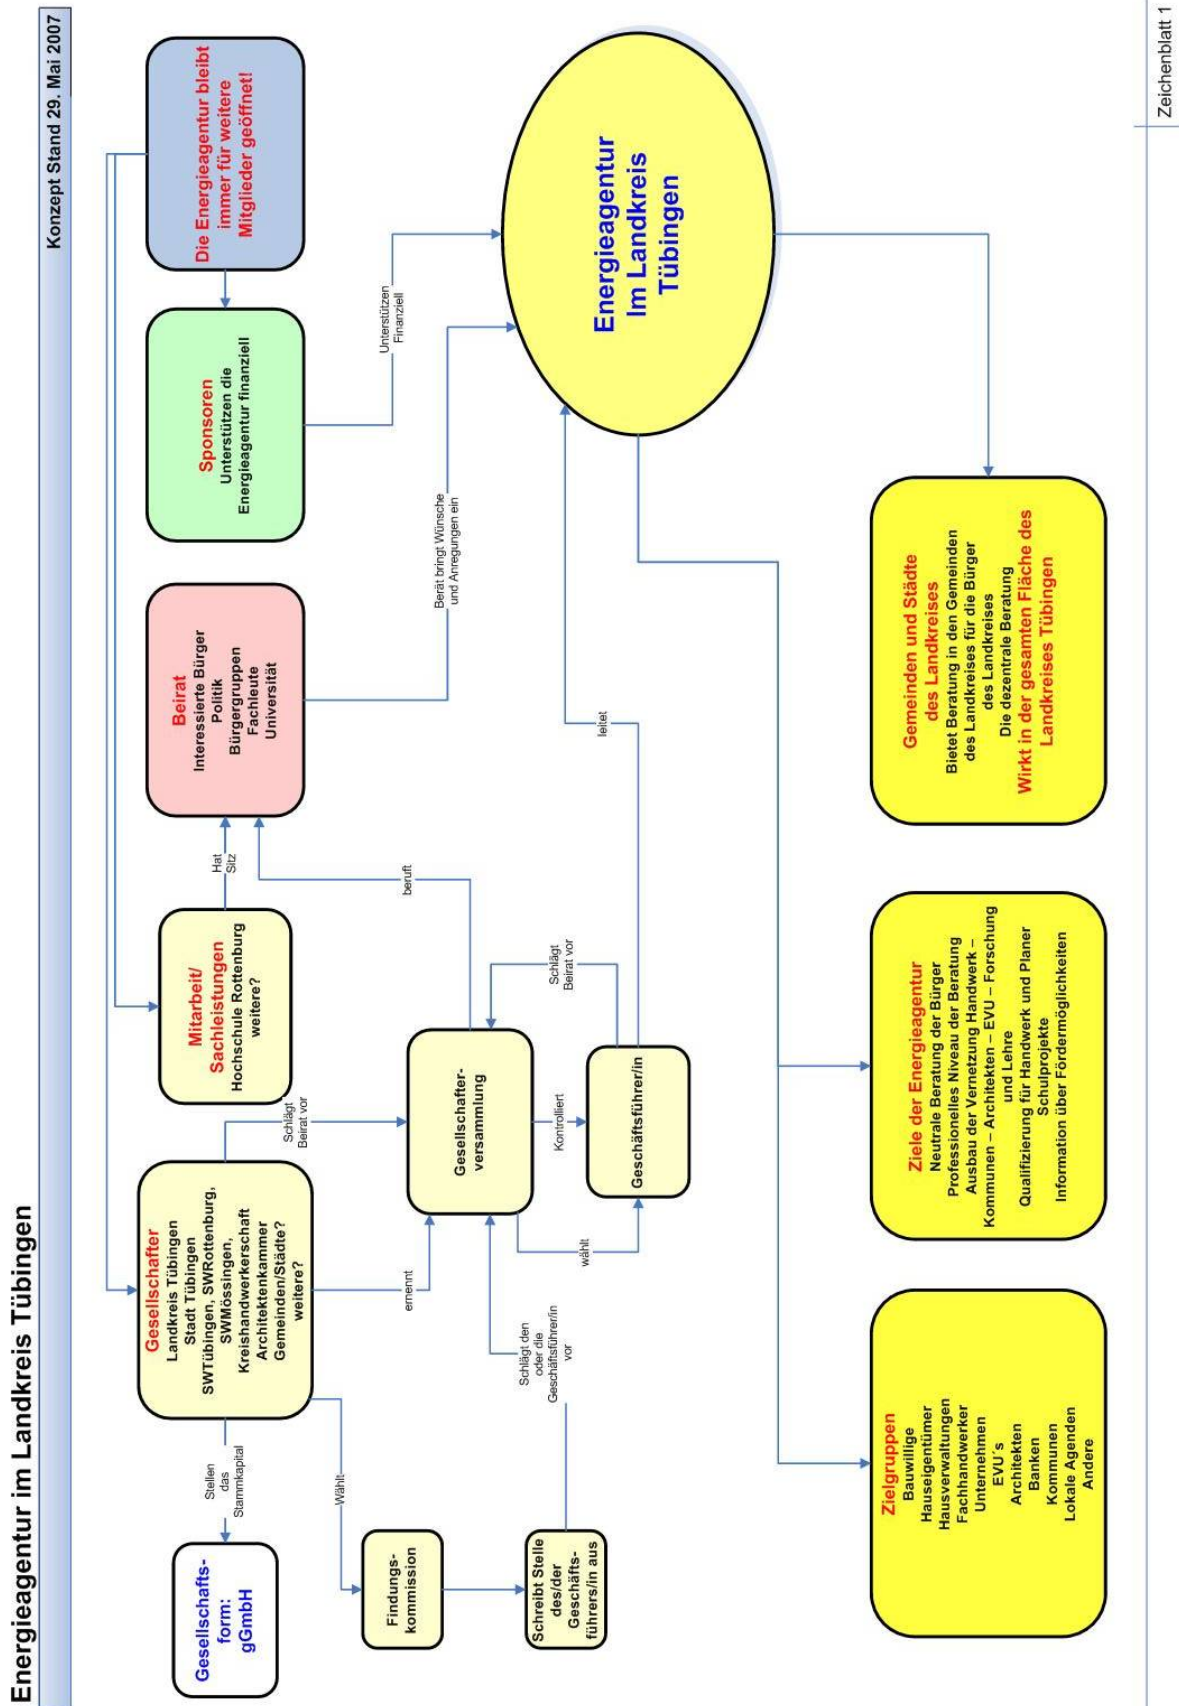 Energieagentur im Landkreis Tübingen
Konzept Stand 29. Mai 2007
Gesellschafts-
form:
gGmbH
Stellen
das
Stammkapital
Gesellschafter
Landkreis Tübingen
Stadt Tübingen
SWTübingen, SWRottenburg,
SWMössingen,
Kreishandwerkerschaft
Architektenkammer
Gemeinden/Städte?
weitere?
Mitarbeit/
Sachleistungen
Hochschule Rottenburg
weitere?
Hat
Sitz
Beirat
Interessierte Bürger
Politik
Bürgergruppen
Fachleute
Universität
Sponsoren
Unterstützen die
Energieagentur finanziell
Die Energieagentur bleibt
immer für weitere
Mitglieder geöffnet!
Wählt
ernennt
Schlägt
Beirat vor
beruft
Berät bringt Wünsche
und Anregungen ein
Unterstützen
Finanziell
Findungs-
kommission
Gesellschafter-
versammlung
Schreibt Stelle
des/der
Geschäfts-
führers/in aus
Schlägt den
oder die
Geschäftsführer/in
vor
wählt
Kontrolliert
Schlägt
Beirat vor
Geschäftsführer/in
leitet
Energieagentur
Im Landkreis
Tübingen
Zielgruppen
Bauwillige
Hauseigentümer
Hausverwaltungen
Fachhandwerker
Unternehmen
EVU´s
Architekten
Banken
Kommunen
Lokale Agenden
Andere
Ziele der Energieagentur
Neutrale Beratung der Bürger
Professionelles Niveau der Beratung
Ausbau der Vernetzung Handwerk –
Kommunen – Architekten – EVU – Forschung
und Lehre
Qualifizierung für Handwerk und Planer
Schulprojekte
Information über Fördermöglichkeiten
Gemeinden und Städte
des Landkreises
Bietet Beratung in den Gemeinden
des Landkreises für die Bürger
des Landkreises
Die dezentrale Beratung
Wirkt in der gesamten Fläche des
Landkreises Tübingen
Zeichenblatt 1